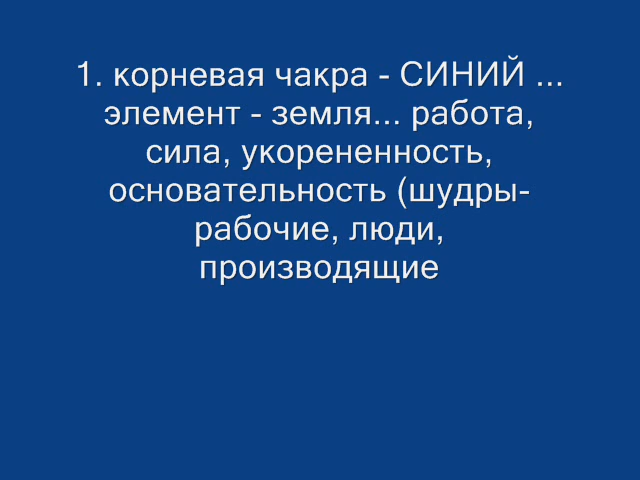 1. корневая чакра - СИНИЙ ...
элемент - земля... работа,
сила, укорененность,
основательность (шудры-
рабочие, люди,
производящие